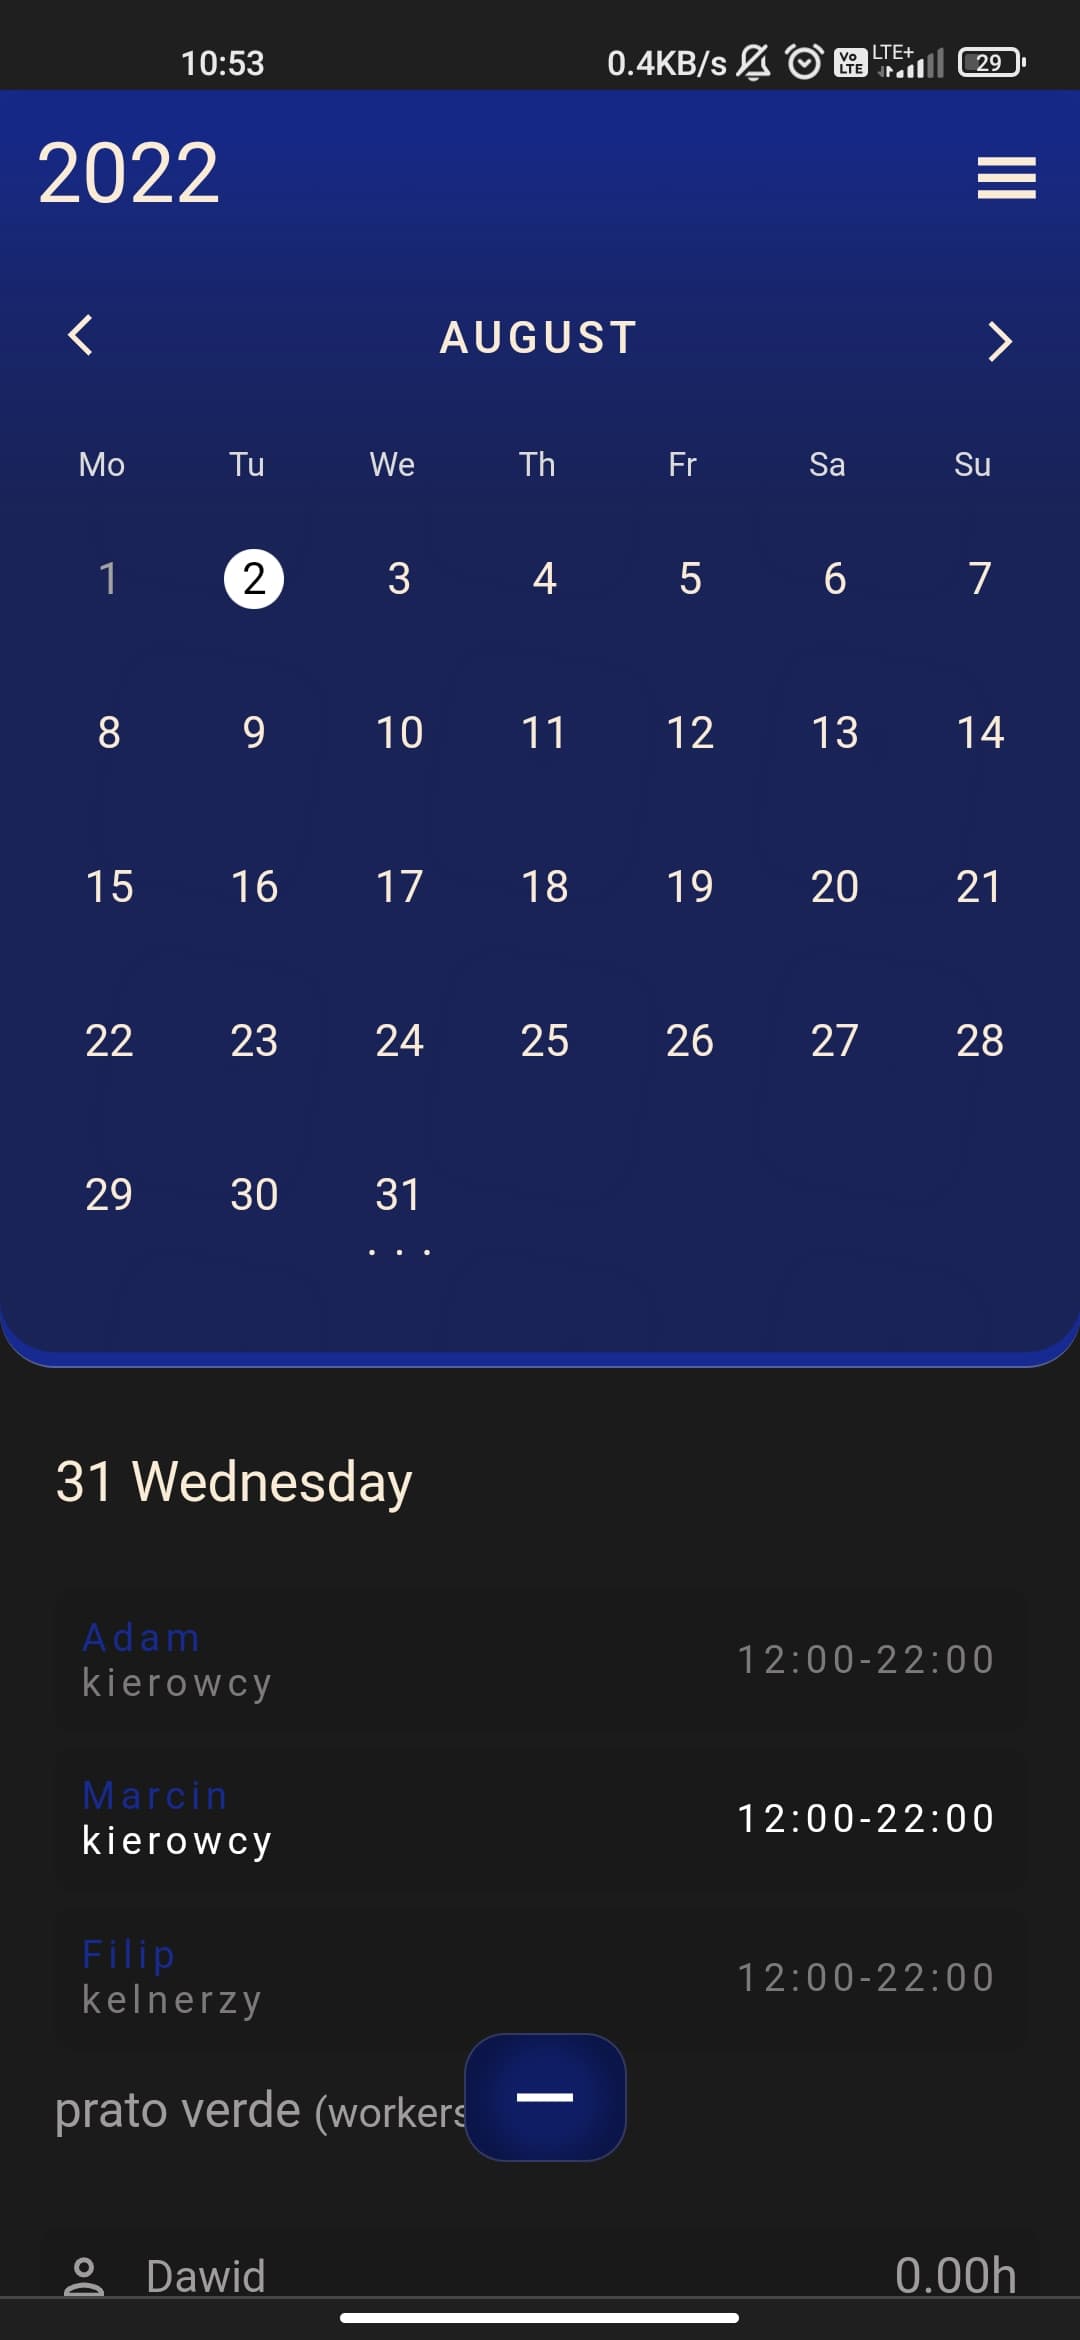 10:53 0.4KB/s Vo LTE LTE+ 29
2022
AUGUST
Mo Tu We Th Fr Sa Su
1 2 3 4 5 6 7
8 9 10 11 12 13 14
15 16 17 18 19 20 21
22 23 24 25 26 27 28
29 30 31
. . .
31 Wednesday
Adam
kierowcy 12:00-22:00
Marcin
kierowcy 12:00-22:00
Filip
kelnerzy 12:00-22:00
prato verde (workers
Dawid 0.00h